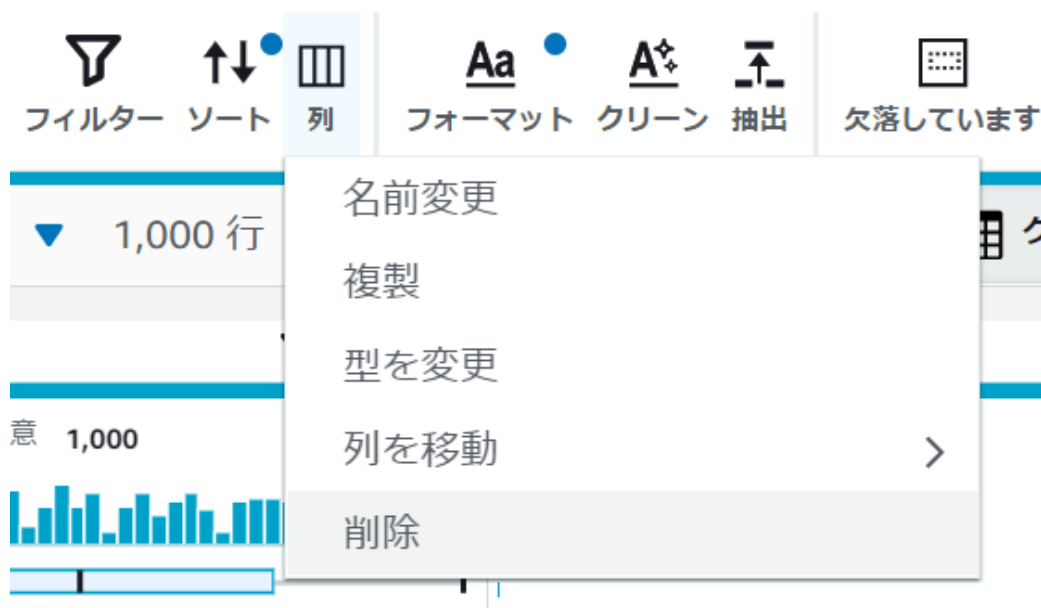 フィルター ソート 列 フォーマット クリーン 抽出 欠落しています
名前変更
1,000 行
複製
型を変更
意 1,000
列を移動
削除